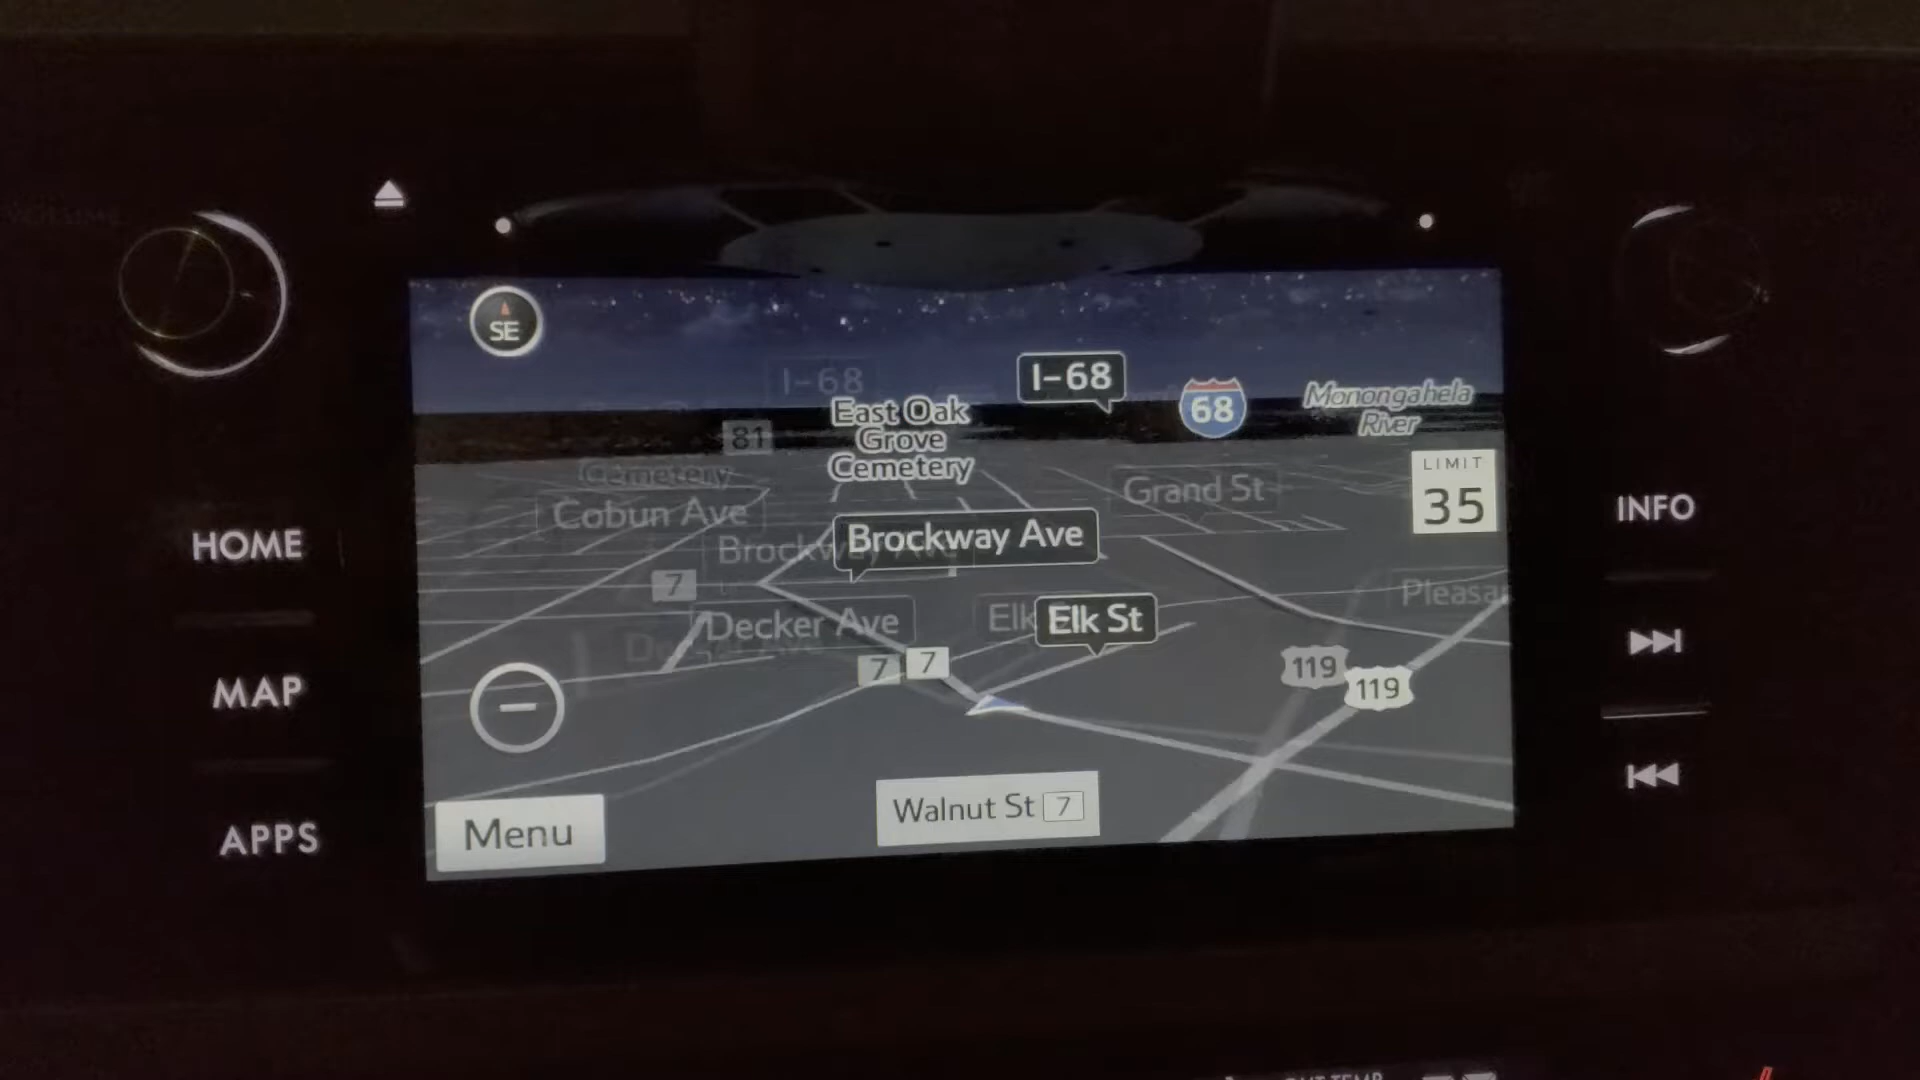 SE
I-68
I-68
68
Monongahela
River
East Oak
Grove
Cemetery
81
Cemetery
Grand St
LIMIT
35
INFO
HOME
Cobun Ave
Brockway Ave
Brockway Ave
7
Decker Ave
Elk
Elk St
7
7
119
119
MAP
Walnut St 7
Menu
APPS